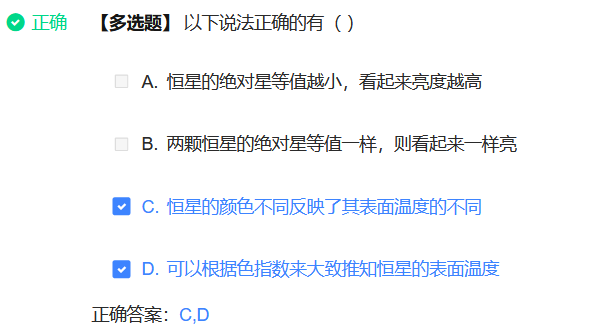 正确 【多选题】 以下说法正确的有（ ）
A. 恒星的绝对星等值越小，看起来亮度越高
B. 两颗恒星的绝对星等值一样，则看起来一样亮
C. 恒星的颜色不同反映了其表面温度的不同
D. 可以根据色指数来大致推知恒星的表面温度
正确答案：C,D